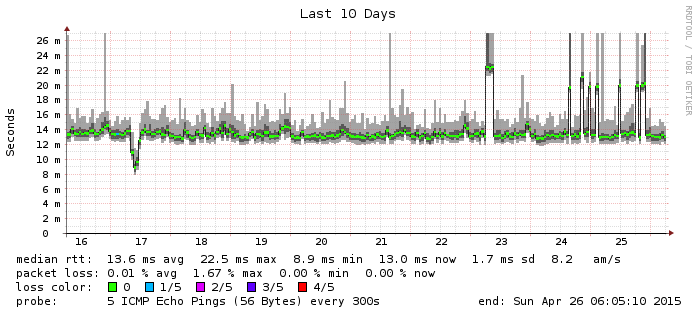 Last 10 Days
RRDTOOL / TOBI OETIKER
Seconds
26 m
24 m
22 m
20 m
18 m
16 m
14 m
12 m
10 m
8 m
6 m
4 m
2 m
0
16 17 18 19 20 21 22 23 24 25
median rtt: 13.6 ms avg 22.5 ms max 8.9 ms min 13.0 ms now 1.7 ms sd 8.2 am/s
packet loss: 0.01 % avg 1.67 % max 0.00 % min 0.00 % now
loss color: 0 1/5 2/5 3/5 4/5
probe: 5 ICMP Echo Pings (56 Bytes) every 300s end: Sun Apr 26 06:05:10 2015